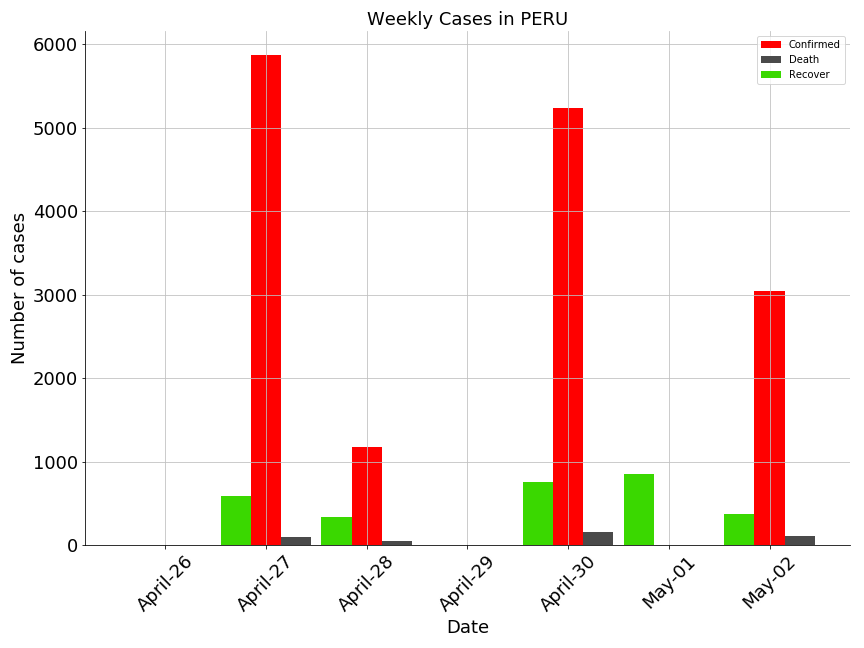 Weekly Cases in PERU
Confirmed
Death
Recover
Number of cases
6000
5000
4000
3000
2000
1000
0
April-26
April-27
April-28
April-29
April-30
May-01
May-02
Date